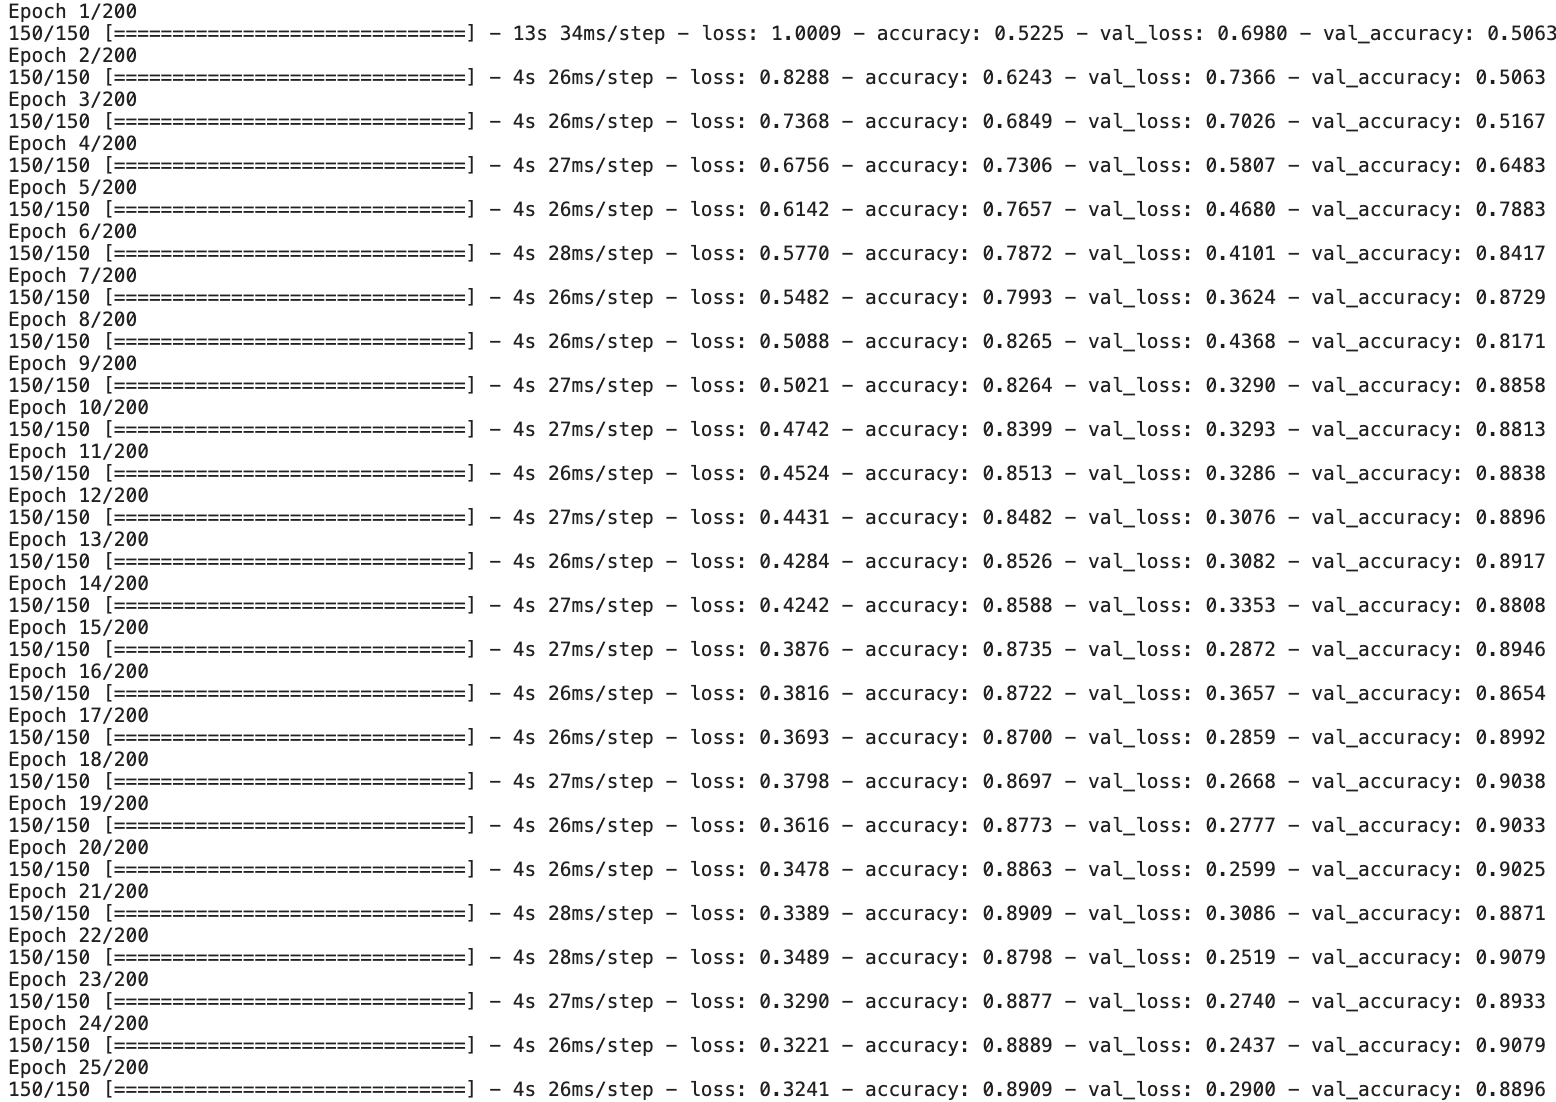 Epoch 1/200
150/150 [==============================] - 13s 34ms/step - loss: 1.0009 - accuracy: 0.5225 - val_loss: 0.6980 - val_accuracy: 0.5063
Epoch 2/200
150/150 [==============================] - 4s 26ms/step - loss: 0.8288 - accuracy: 0.6243 - val_loss: 0.7366 - val_accuracy: 0.5063
Epoch 3/200
150/150 [==============================] - 4s 26ms/step - loss: 0.7368 - accuracy: 0.6849 - val_loss: 0.7026 - val_accuracy: 0.5167
Epoch 4/200
150/150 [==============================] - 4s 27ms/step - loss: 0.6756 - accuracy: 0.7306 - val_loss: 0.5807 - val_accuracy: 0.6483
Epoch 5/200
150/150 [==============================] - 4s 26ms/step - loss: 0.6142 - accuracy: 0.7657 - val_loss: 0.4680 - val_accuracy: 0.7883
Epoch 6/200
150/150 [==============================] - 4s 28ms/step - loss: 0.5770 - accuracy: 0.7872 - val_loss: 0.4101 - val_accuracy: 0.8417
Epoch 7/200
150/150 [==============================] - 4s 26ms/step - loss: 0.5482 - accuracy: 0.7993 - val_loss: 0.3624 - val_accuracy: 0.8729
Epoch 8/200
150/150 [==============================] - 4s 26ms/step - loss: 0.5088 - accuracy: 0.8265 - val_loss: 0.4368 - val_accuracy: 0.8171
Epoch 9/200
150/150 [==============================] - 4s 27ms/step - loss: 0.5021 - accuracy: 0.8264 - val_loss: 0.3290 - val_accuracy: 0.8858
Epoch 10/200
150/150 [==============================] - 4s 27ms/step - loss: 0.4742 - accuracy: 0.8399 - val_loss: 0.3293 - val_accuracy: 0.8813
Epoch 11/200
150/150 [==============================] - 4s 26ms/step - loss: 0.4524 - accuracy: 0.8513 - val_loss: 0.3286 - val_accuracy: 0.8838
Epoch 12/200
150/150 [==============================] - 4s 27ms/step - loss: 0.4431 - accuracy: 0.8482 - val_loss: 0.3076 - val_accuracy: 0.8896
Epoch 13/200
150/150 [==============================] - 4s 26ms/step - loss: 0.4284 - accuracy: 0.8526 - val_loss: 0.3082 - val_accuracy: 0.8917
Epoch 14/200
150/150 [==============================] - 4s 27ms/step - loss: 0.4242 - accuracy: 0.8588 - val_loss: 0.3353 - val_accuracy: 0.8808
Epoch 15/200
150/150 [==============================] - 4s 27ms/step - loss: 0.3876 - accuracy: 0.8735 - val_loss: 0.2872 - val_accuracy: 0.8946
Epoch 16/200
150/150 [==============================] - 4s 26ms/step - loss: 0.3816 - accuracy: 0.8722 - val_loss: 0.3657 - val_accuracy: 0.8654
Epoch 17/200
150/150 [==============================] - 4s 26ms/step - loss: 0.3693 - accuracy: 0.8700 - val_loss: 0.2859 - val_accuracy: 0.8992
Epoch 18/200
150/150 [==============================] - 4s 27ms/step - loss: 0.3798 - accuracy: 0.8697 - val_loss: 0.2668 - val_accuracy: 0.9038
Epoch 19/200
150/150 [==============================] - 4s 26ms/step - loss: 0.3616 - accuracy: 0.8773 - val_loss: 0.2777 - val_accuracy: 0.9033
Epoch 20/200
150/150 [==============================] - 4s 26ms/step - loss: 0.3478 - accuracy: 0.8863 - val_loss: 0.2599 - val_accuracy: 0.9025
Epoch 21/200
150/150 [==============================] - 4s 28ms/step - loss: 0.3389 - accuracy: 0.8909 - val_loss: 0.3086 - val_accuracy: 0.8871
Epoch 22/200
150/150 [==============================] - 4s 28ms/step - loss: 0.3489 - accuracy: 0.8798 - val_loss: 0.2519 - val_accuracy: 0.9079
Epoch 23/200
150/150 [==============================] - 4s 27ms/step - loss: 0.3290 - accuracy: 0.8877 - val_loss: 0.2740 - val_accuracy: 0.8933
Epoch 24/200
150/150 [==============================] - 4s 26ms/step - loss: 0.3221 - accuracy: 0.8889 - val_loss: 0.2437 - val_accuracy: 0.9079
Epoch 25/200
150/150 [==============================] - 4s 26ms/step - loss: 0.3241 - accuracy: 0.8909 - val_loss: 0.2900 - val_accuracy: 0.8896